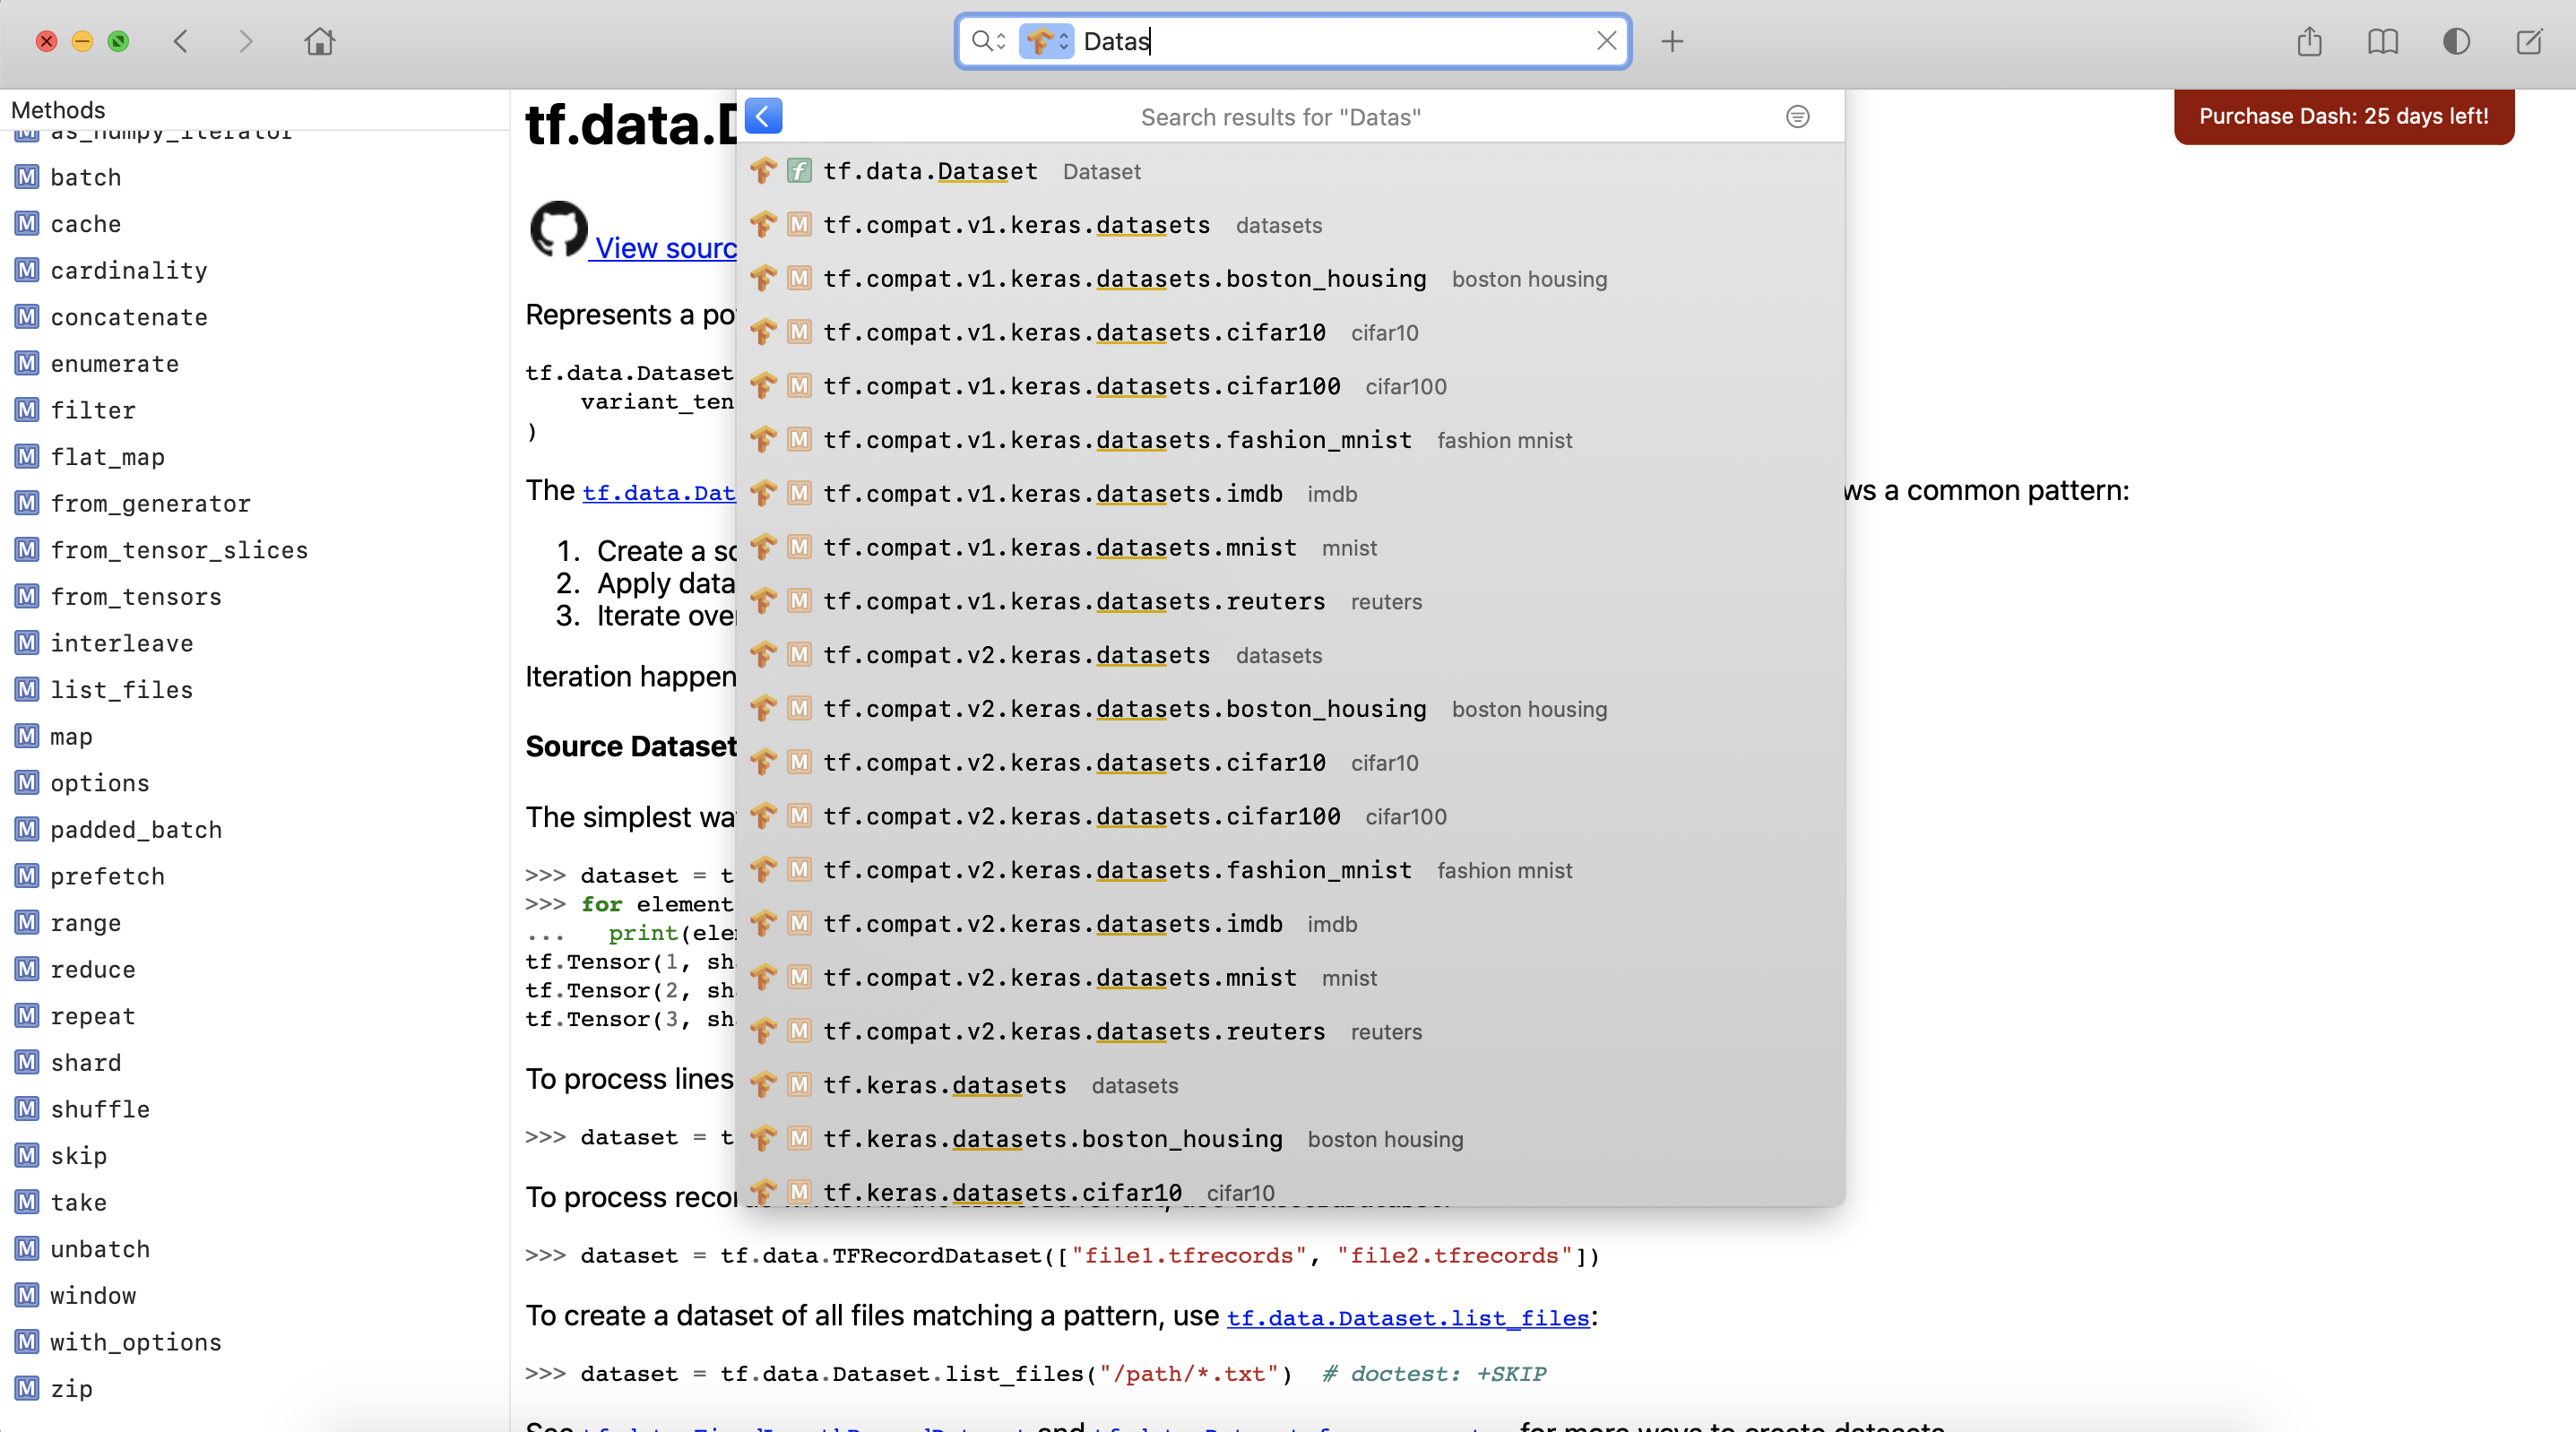 Datas
Purchase Dash: 25 days left!
Methods
as_numpy_iterator
batch
cache
cardinality
concatenate
enumerate
filter
flat_map
from_generator
from_tensor_slices
from_tensors
interleave
list_files
map
options
padded_batch
prefetch
range
reduce
repeat
shard
shuffle
skip
take
unbatch
window
with_options
zip
Search results for "Datas"
tf.data.Dataset Dataset
tf.compat.v1.keras.datasets datasets
tf.compat.v1.keras.datasets.boston_housing boston housing
tf.compat.v1.keras.datasets.cifar10 cifar10
tf.compat.v1.keras.datasets.cifar100 cifar100
tf.compat.v1.keras.datasets.fashion_mnist fashion mnist
tf.compat.v1.keras.datasets.imdb imdb
tf.compat.v1.keras.datasets.mnist mnist
tf.compat.v1.keras.datasets.reuters reuters
tf.compat.v2.keras.datasets datasets
tf.compat.v2.keras.datasets.boston_housing boston housing
tf.compat.v2.keras.datasets.cifar10 cifar10
tf.compat.v2.keras.datasets.cifar100 cifar100
tf.compat.v2.keras.datasets.fashion_mnist fashion mnist
tf.compat.v2.keras.datasets.imdb imdb
tf.compat.v2.keras.datasets.mnist mnist
tf.compat.v2.keras.datasets.reuters reuters
tf.keras.datasets datasets
tf.keras.datasets.boston_housing boston housing
tf.keras.datasets.cifar10 cifar10
tf.data.
View sourc
Represents a po
tf.data.Dataset
variant_ten
)
The tf.data.Dat ws a common pattern:
1. Create a so
2. Apply data
3. Iterate ove
Iteration happen
Source Dataset
The simplest wa
>>> dataset = t
>>> for element
... print(ele
tf.Tensor(1, sh
tf.Tensor(2, sh
tf.Tensor(3, sh
To process lines
>>> dataset = t
To process recor
>>> dataset = tf.data.TFRecordDataset(["file1.tfrecords", "file2.tfrecords"])
To create a dataset of all files matching a pattern, use tf.data.Dataset.list_files:
>>> dataset = tf.data.Dataset.list_files("/path/*.txt") # doctest: +SKIP
See tf.data.FixedLengthRecordDataset and for more ways to create datasets